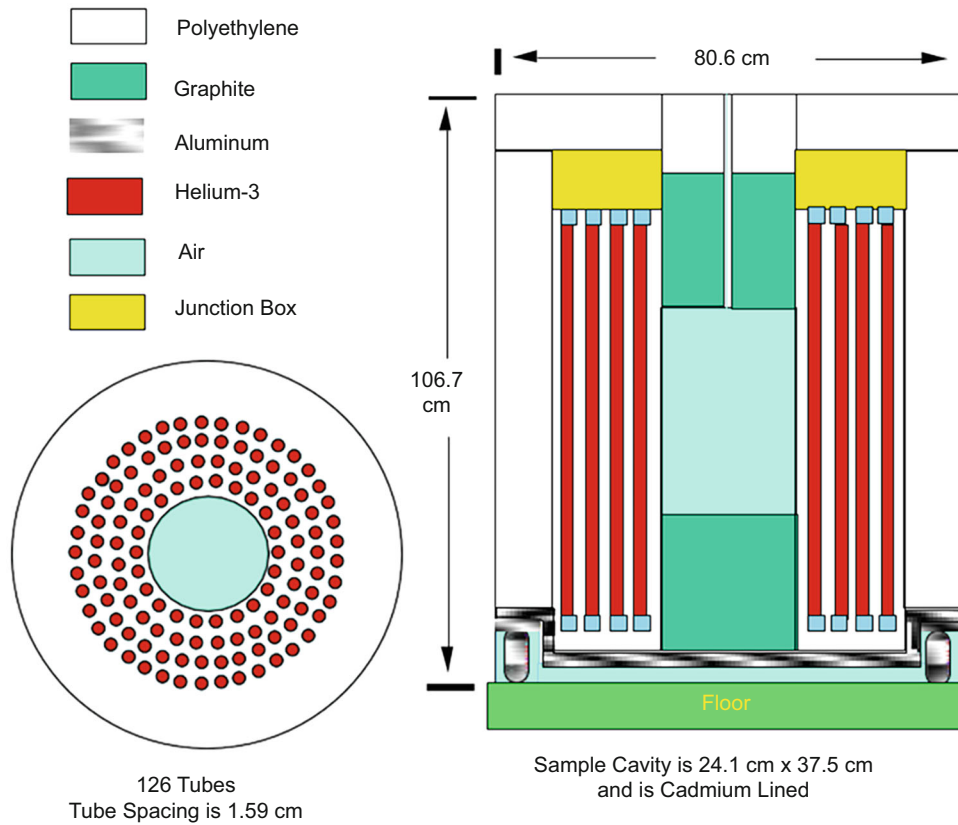 Polyethylene
Graphite
Aluminum
Helium-3
Air
Junction Box
80.6 cm
106.7
cm
Floor
126 Tubes
Tube Spacing is 1.59 cm
Sample Cavity is 24.1 cm x 37.5 cm
and is Cadmium Lined